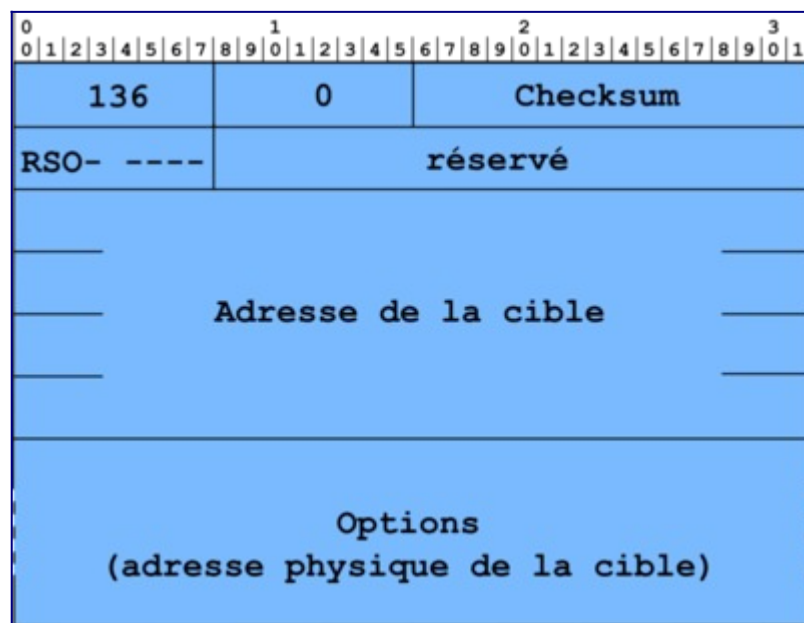 0 1 2 3
0|1|2|3|4|5|6|7|8|9|0|1|2|3|4|5|6|7|8|9|0|1|2|3|4|5|6|7|8|9|0|1
136 0 Checksum
RSO- ---- réservé
Adresse de la cible
Options
(adresse physique de la cible)